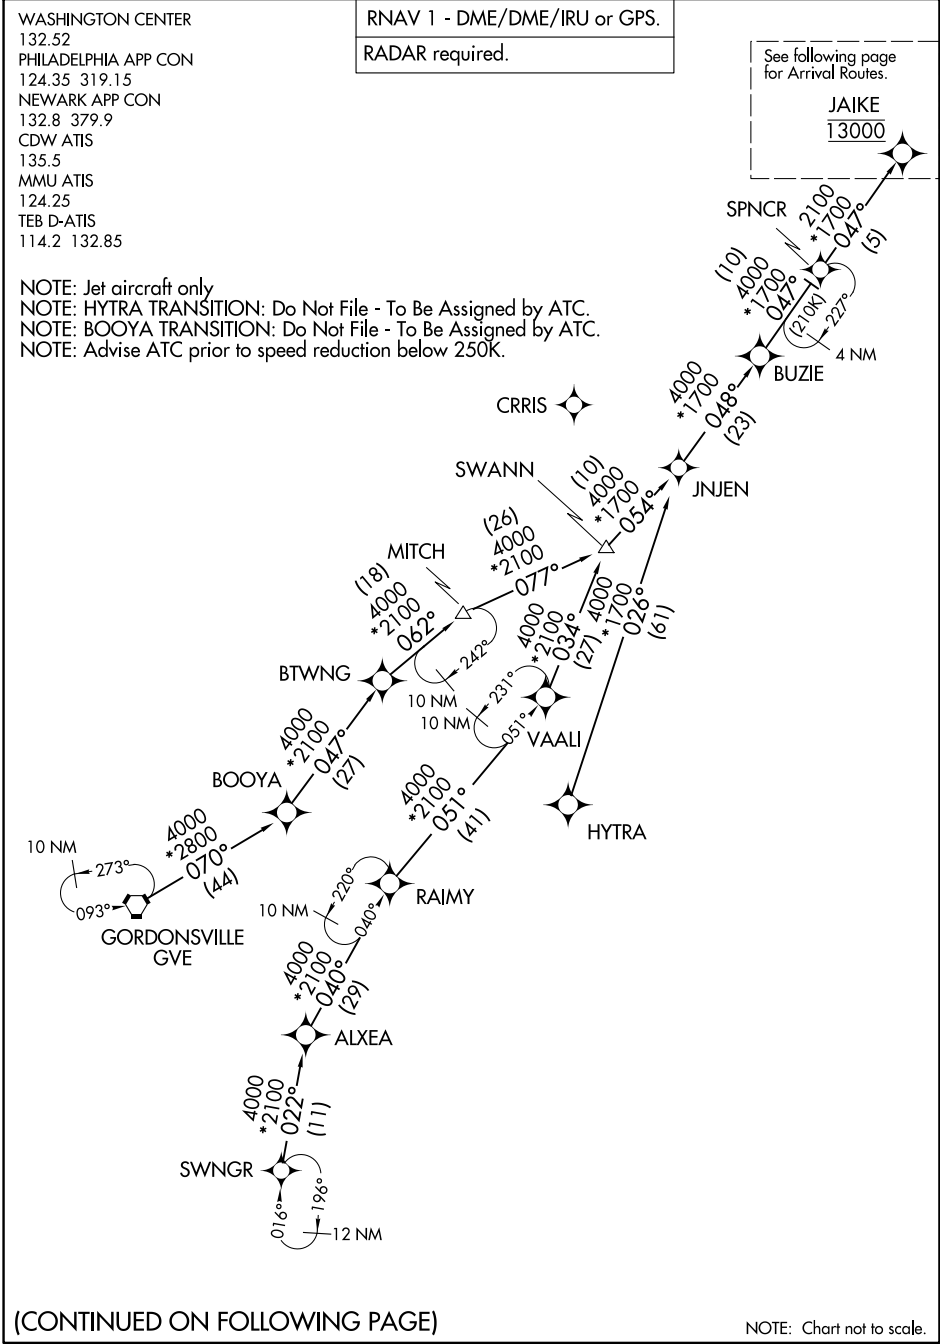 WASHINGTON CENTER
132.52
PHILADELPHIA APP CON
124.35 319.15
NEWARK APP CON
132.8 379.9
CDW ATIS
135.5
MMU ATIS
124.25
TEB D-ATIS
114.2 132.85
RNAV 1 - DME/DME/IRU or GPS.
RADAR required.
See following page
for Arrival Routes.
JAIKE
13000
NOTE: Jet aircraft only
NOTE: HYTRA TRANSITION: Do Not File - To Be Assigned by ATC.
NOTE: BOOYA TRANSITION: Do Not File - To Be Assigned by ATC.
NOTE: Advise ATC prior to speed reduction below 250K.
SPNCR
2100
*1700
047°
(5)
(10)
4000
*1700
047°
(210K)
227°
4 NM
BUZIE
4000
*1700
048°
(23)
CRRIS
SWANN
(10)
4000
*1700
054°
JNJEN
MITCH
(26)
4000
*2100
077°
(18)
4000
*2100
062°
242°
10 NM
4000
*2100
034°
(27)
4000
*1700
026°
(61)
BTWNG
10 NM
231°
051°
VAALI
4000
*2100
047°
(27)
BOOYA
4000
*2100
051°
(41)
HYTRA
4000
*2800
070°
(44)
10 NM
273°
093°
GORDONSVILLE
GVE
RAIMY
220°
040°
10 NM
4000
*2100
040°
(29)
ALXEA
4000
*2100
022°
(11)
SWNGR
016°
196°
12 NM
(CONTINUED ON FOLLOWING PAGE)
NOTE: Chart not to scale.